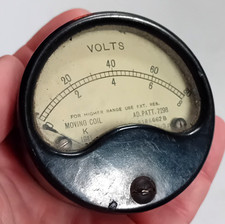 VOLTS
20 40 60
2 4 6 8
FOR HIGHER RANGE USE EXT. RES.
MOVING COIL
K